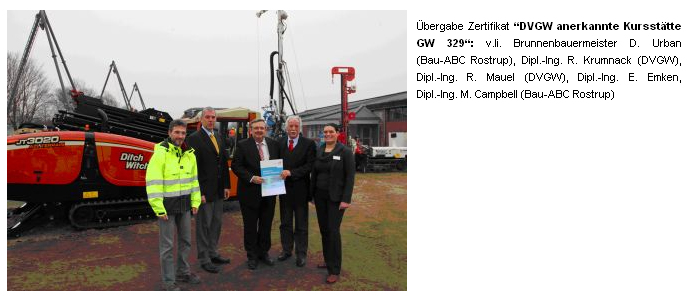 JT3020
Ditch
Witch
Übergabe Zertifikat “DVGW anerkannte Kursstätte
GW 329“: v.li. Brunnenbauermeister D. Urban
(Bau-ABC Rostrup), Dipl.-Ing. R. Krumnack (DVGW),
Dipl.-Ing. R. Mauel (DVGW), Dipl.-Ing. E. Emken,
Dipl.-Ing. M. Campbell (Bau-ABC Rostrup)